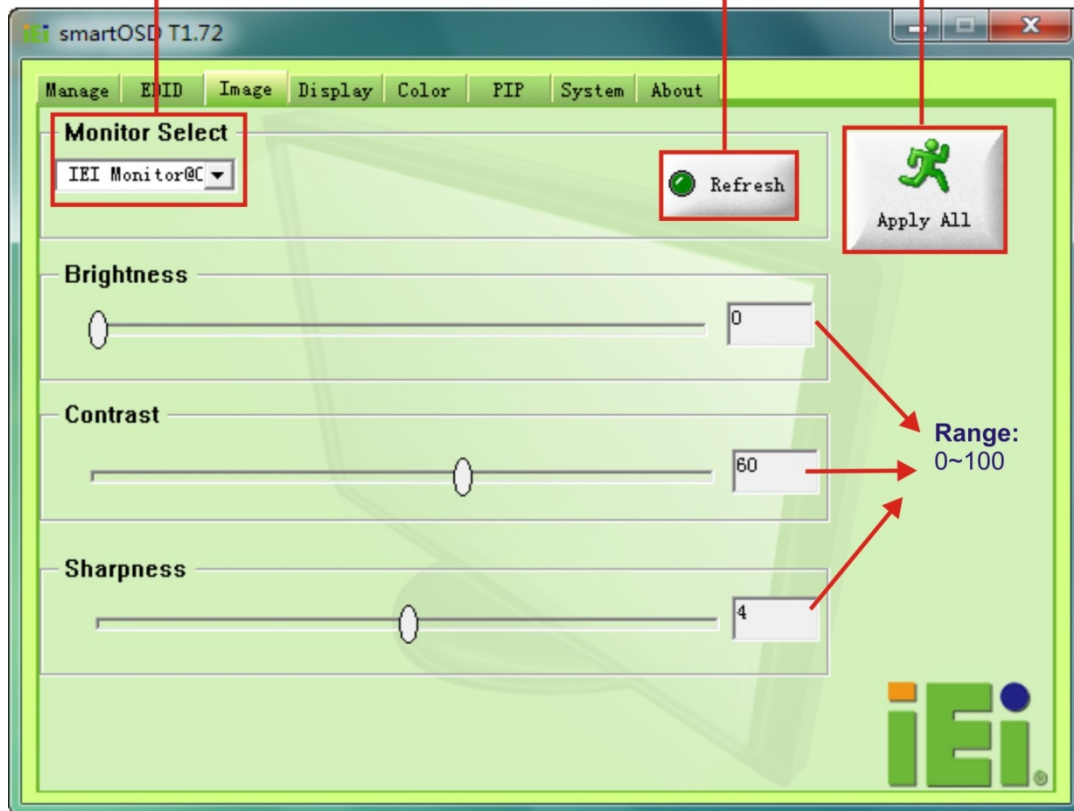 smartOSD T1.72
Manage EDID Image Display Color PIP System About
Monitor Select
IEI Monitor@C
Refresh
Apply All
Brightness
0
Contrast
60
Range:
0~100
Sharpness
4
iEi
®